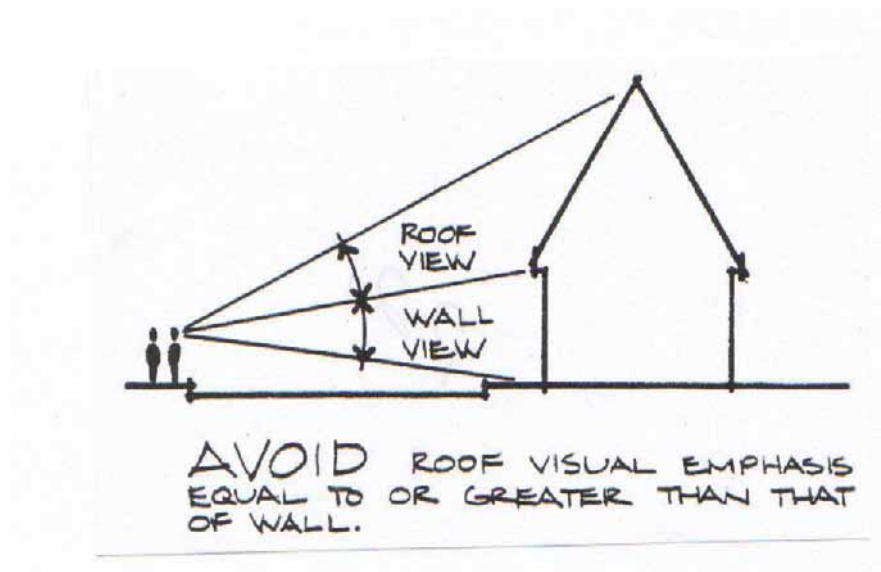 ROOF
VIEW
WALL
VIEW
AVOID ROOF VISUAL EMPHASIS
EQUAL TO OR GREATER THAN THAT
OF WALL.